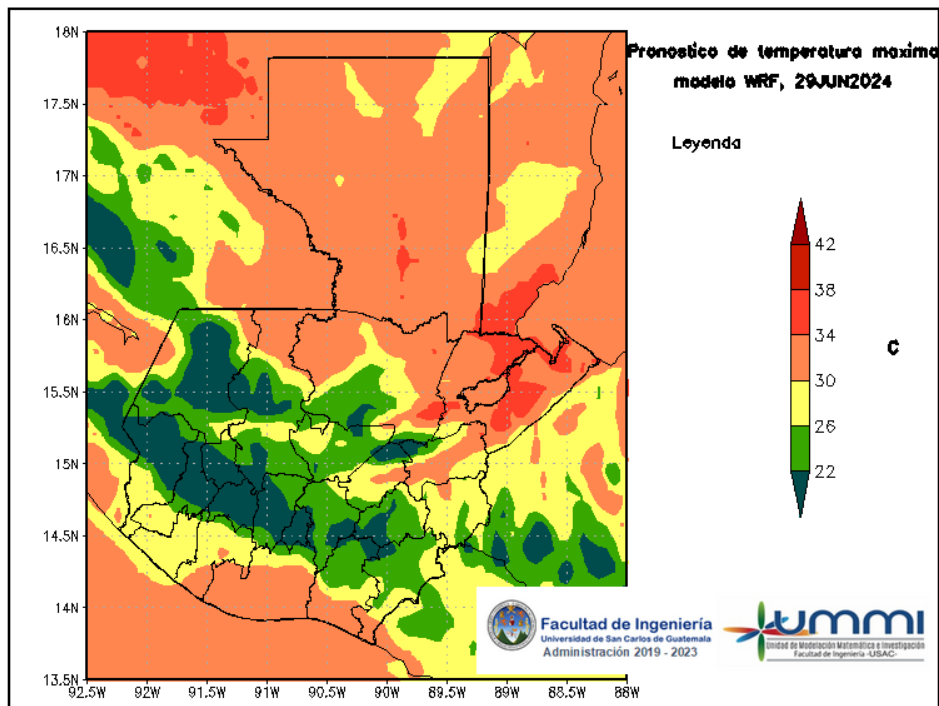 Pronostico de temperatura maxima
modelo WRF, 29JUN2024
Leyenda
42
38
34
30
26
22
C
18N
17.5N
17N
16.5N
16N
15.5N
15N
14.5N
14N
13.5N
92.5W
92W
91.5W
91W
90.5W
90W
89.5W
89W
88.5W
88W
Facultad de Ingeniería
Universidad de San Carlos de Guatemala
Administración 2019 - 2023
ummi
Unidad de Modelación Matemática e Investigación
Facultad de Ingeniería -USAC-